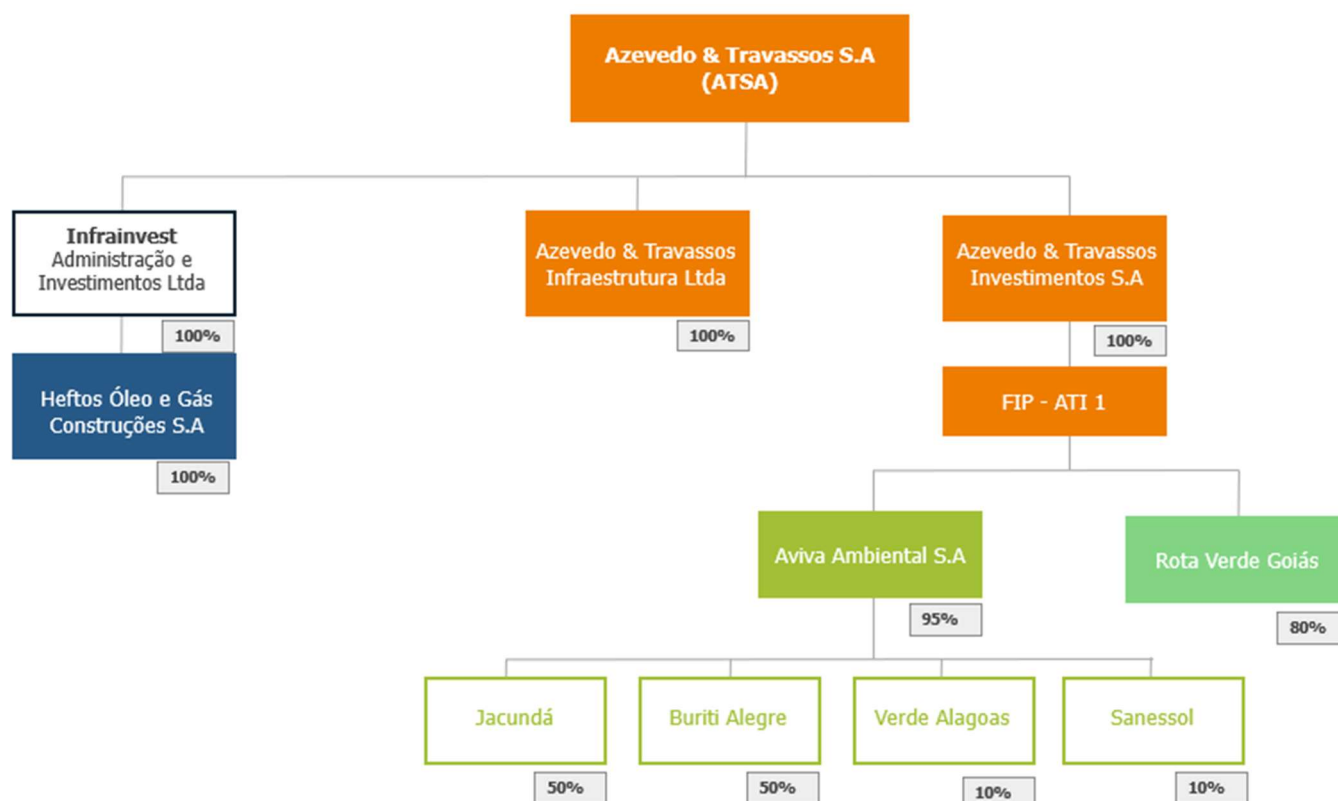 Azevedo & Travassos S.A
(ATSA)
Infrainvest
Administração e
Investimentos Ltda
100%
Azevedo & Travassos
Infraestrutura Ltda
100%
Azevedo & Travassos
Investimentos S.A
100%
Heftos Óleo e Gás
Construções S.A
100%
FIP - ATI 1
Aviva Ambiental S.A
95%
Rota Verde Goiás
80%
Jacundá
50%
Buriti Alegre
50%
Verde Alagoas
10%
Sanessol
10%